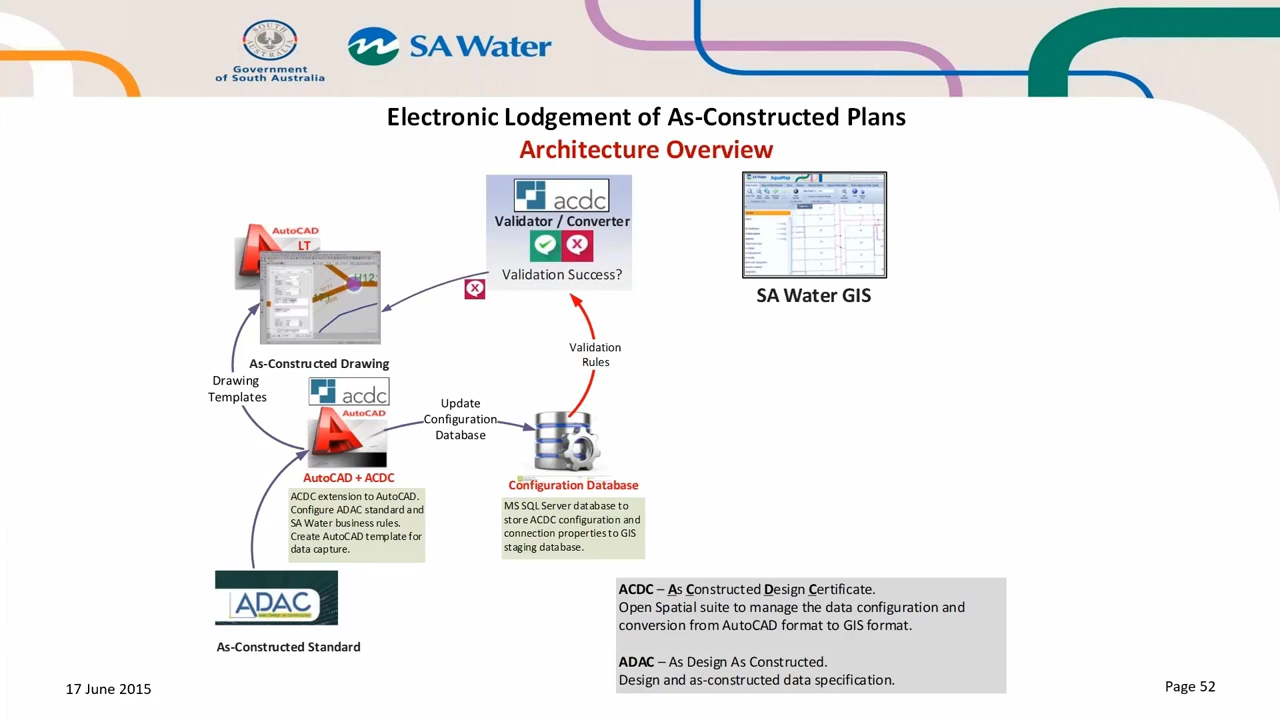 SOUTH
AUSTRALIA
Government
of South Australia
SA Water
Electronic Lodgement of As-Constructed Plans
Architecture Overview
acdc
Validator / Converter
Validation Success?
AutoCAD
LT
H12
As-Constructed Drawing
SA Water
AquaMap
SA Water GIS
Validation
Rules
Drawing
Templates
acdc
AutoCAD
Update
Configuration
Database
AutoCAD + ACDC
ACDC extension to AutoCAD.
Configure ADAC standard and
SA Water business rules.
Create AutoCAD template for
data capture.
Configuration Database
MS SQL Server database to
store ACDC configuration and
connection properties to GIS
staging database.
ADAC
As-Constructed Standard
ACDC – As Constructed Design Certificate.
Open Spatial suite to manage the data configuration and
conversion from AutoCAD format to GIS format.
ADAC – As Design As Constructed.
Design and as-constructed data specification.
17 June 2015
Page 52